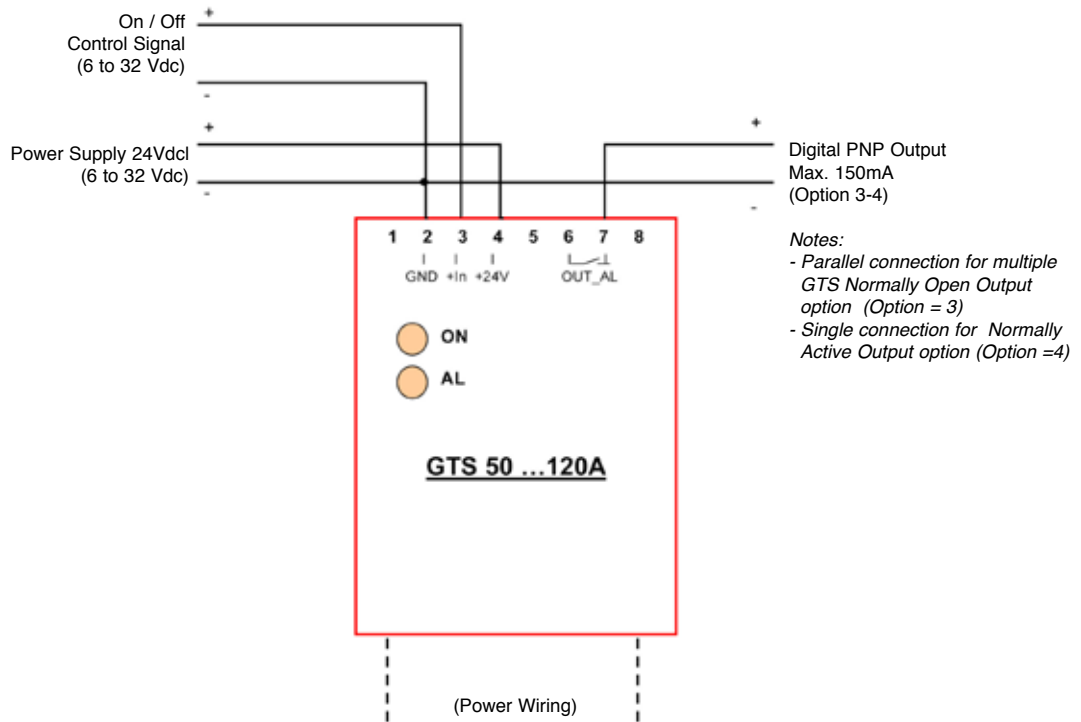 On / Off
Control Signal
(6 to 32 Vdc)
+
-
Power Supply 24Vdcl
(6 to 32 Vdc)
+
-
+
-
Digital PNP Output
Max. 150mA
(Option 3-4)
Notes:
- Parallel connection for multiple
GTS Normally Open Output
option (Option = 3)
- Single connection for Normally
Active Output option (Option =4)
1 2 3 4 5 6 7 8
GND +In +24V OUT_AL
ON
AL
GTS 50 ...120A
(Power Wiring)